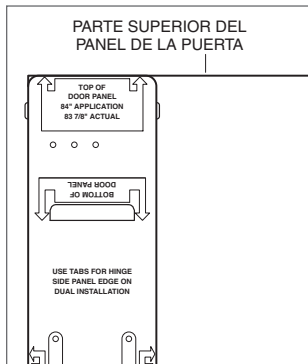 PARTE SUPERIOR DEL
PANEL DE LA PUERTA
TOP OF
DOOR PANEL
84" APPLICATION
83 7/8" ACTUAL
BOTTOM OF
DOOR PANEL
USE TABS FOR HINGE
SIDE PANEL EDGE ON
DUAL INSTALLATION